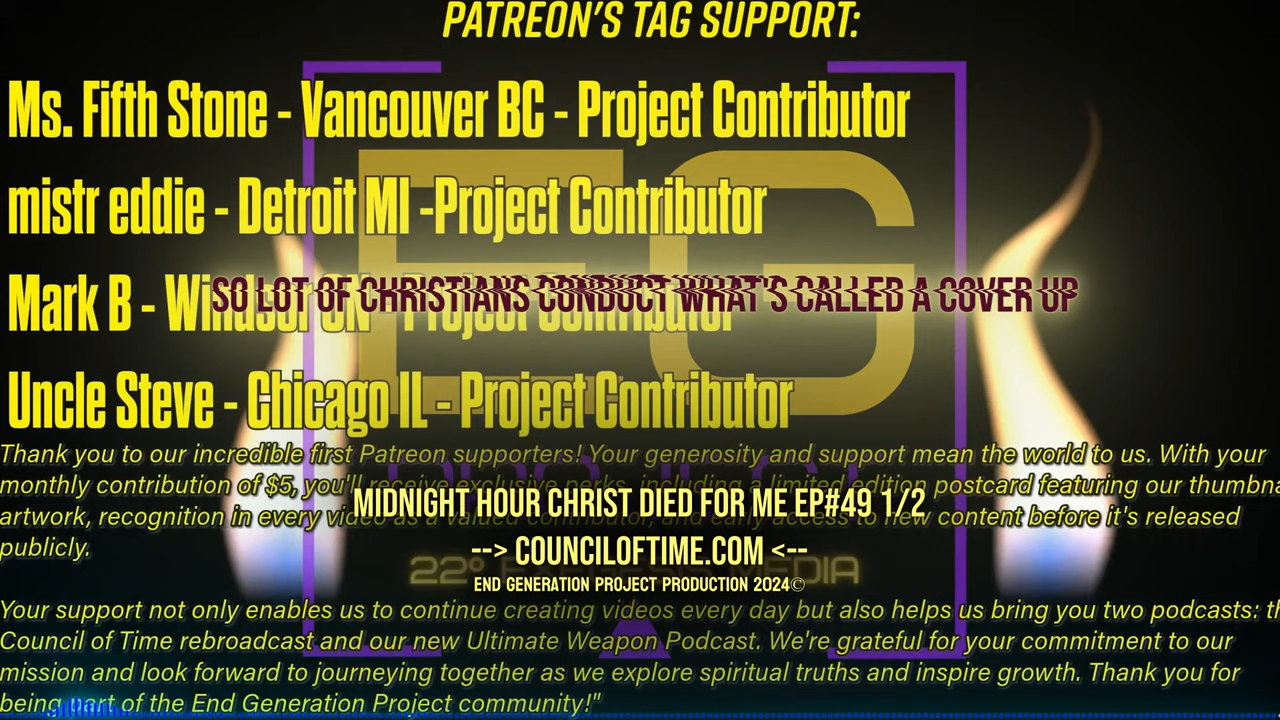 PATREON'S TAG SUPPORT:
Ms. Fifth Stone - Vancouver BC - Project Contributor
mistr eddie - Detroit MI -Project Contributor
Mark B - Windsor ON - Project Contributor
SO LOT OF CHRISTIANS CONDUCT WHAT'S CALLED A COVER UP
Uncle Steve - Chicago IL - Project Contributor
EG
Thank you to our incredible first Patreon supporters! Your generosity and support mean the world to us. With your
monthly contribution of $5, you'll receive exclusive perks, including a limited edition postcard featuring our thumbna
artwork, recognition in every video as a valued contributor, and early access to new content before it's released
publicly.
MIDNIGHT HOUR CHRIST DIED FOR ME EP#49 1/2
--> COUNCILOFTIME.COM <--
22° MEDIA
END GENERATION PROJECT PRODUCTION 2024©
Your support not only enables us to continue creating videos every day but also helps us bring you two podcasts: th
Council of Time rebroadcast and our new Ultimate Weapon Podcast. We're grateful for your commitment to our
mission and look forward to journeying together as we explore spiritual truths and inspire growth. Thank you for
being part of the End Generation Project community!"